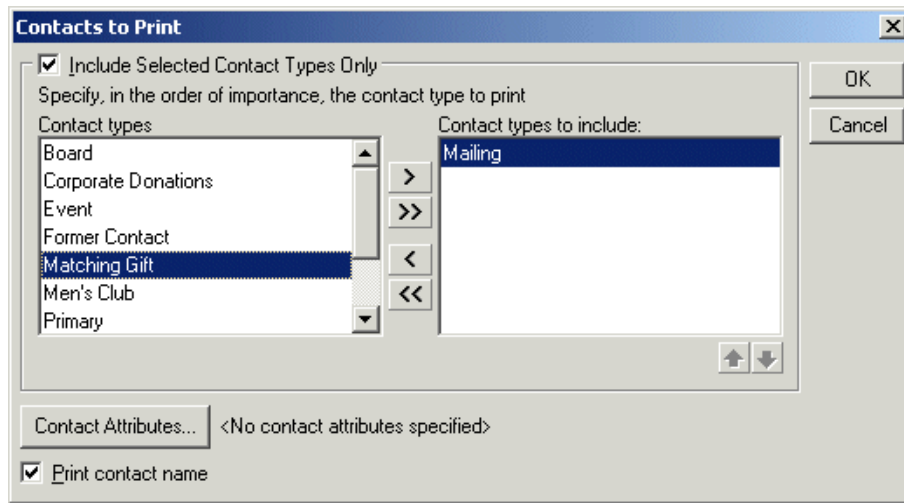 Contacts to Print
Include Selected Contact Types Only
Specify, in the order of importance, the contact type to print
Contact types
Board
Corporate Donations
Event
Former Contact
Matching Gift
Men's Club
Primary
>
>>
<
<<
Contact types to include:
Mailing
OK
Cancel
Contact Attributes... <No contact attributes specified>
Print contact name